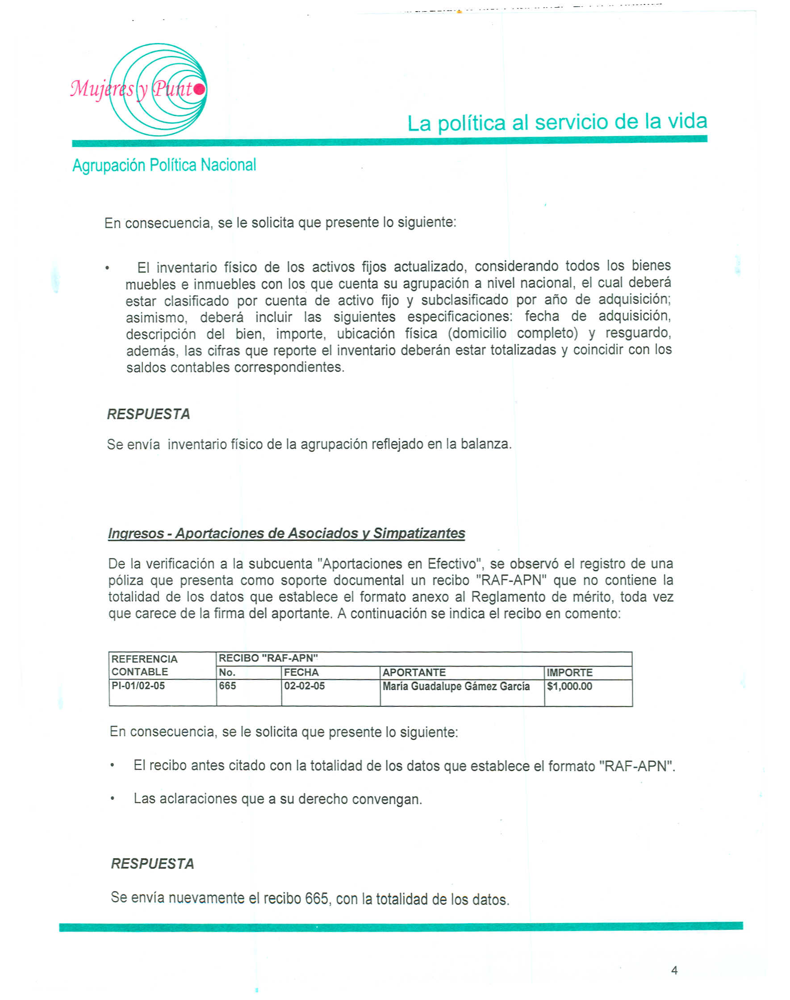 Mujeres y Punto
La política al servicio de la vida
Agrupación Política Nacional
En consecuencia, se le solicita que presente lo siguiente:
• El inventario físico de los activos fijos actualizado, considerando todos los bienes
muebles e inmuebles con los que cuenta su agrupación a nivel nacional, el cual deberá
estar clasificado por cuenta de activo fijo y subclasificado por año de adquisición;
asimismo, deberá incluir las siguientes especificaciones: fecha de adquisición,
descripción del bien, importe, ubicación física (domicilio completo) y resguardo,
además, las cifras que reporte el inventario deberán estar totalizadas y coincidir con los
saldos contables correspondientes.
RESPUESTA
Se envía inventario físico de la agrupación reflejado en la balanza.
Ingresos - Aportaciones de Asociados y Simpatizantes
De la verificación a la subcuenta "Aportaciones en Efectivo", se observó el registro de una
póliza que presenta como soporte documental un recibo "RAF-APN" que no contiene la
totalidad de los datos que establece el formato anexo al Reglamento de mérito, toda vez
que carece de la firma del aportante. A continuación se indica el recibo en comento:
REFERENCIA CONTABLE RECIBO "RAF-APN"
No. FECHA APORTANTE IMPORTE
PI-01/02-05 665 02-02-05 María Guadalupe Gámez García $1,000.00
En consecuencia, se le solicita que presente lo siguiente:
• El recibo antes citado con la totalidad de los datos que establece el formato "RAF-APN".
• Las aclaraciones que a su derecho convengan.
RESPUESTA
Se envía nuevamente el recibo 665, con la totalidad de los datos.
4